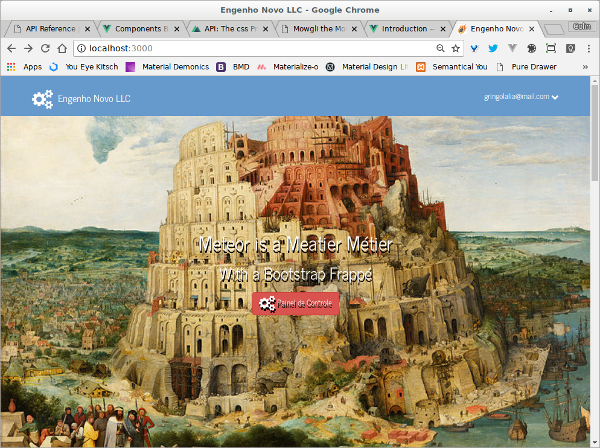 Engenho Novo LLC - Google Chrome
API Reference
Components B
API: The css Pr
Mowgli the Mo
Introduction —
Engenho Novo
Colin
localhost:3000
Apps
You Eye Kitsch
Material Demonics
BMD
Materialize-o
Material Design Li
Semantical You
Pure Drawer
»
Engenho Novo LLC
gringolalia@mail.com
Meteor is a Meatier Métier
With a Bootstrap Frappé
Painel de Controle